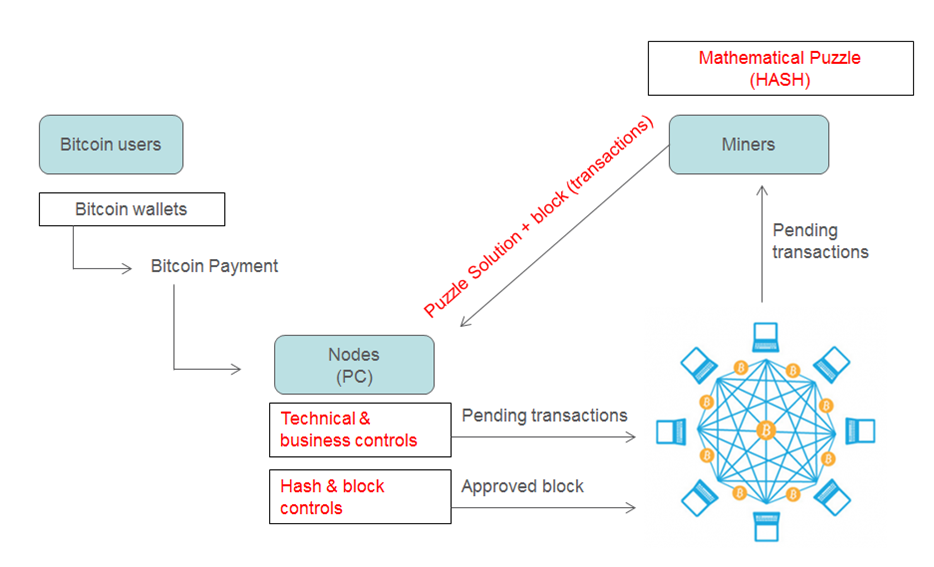 Mathematical Puzzle
(HASH)
Bitcoin users
Miners
Bitcoin wallets
Puzzle Solution + block (transactions)
Pending
transactions
Bitcoin Payment
Nodes
(PC)
Technical &
business controls
Pending transactions
Hash & block
controls
Approved block